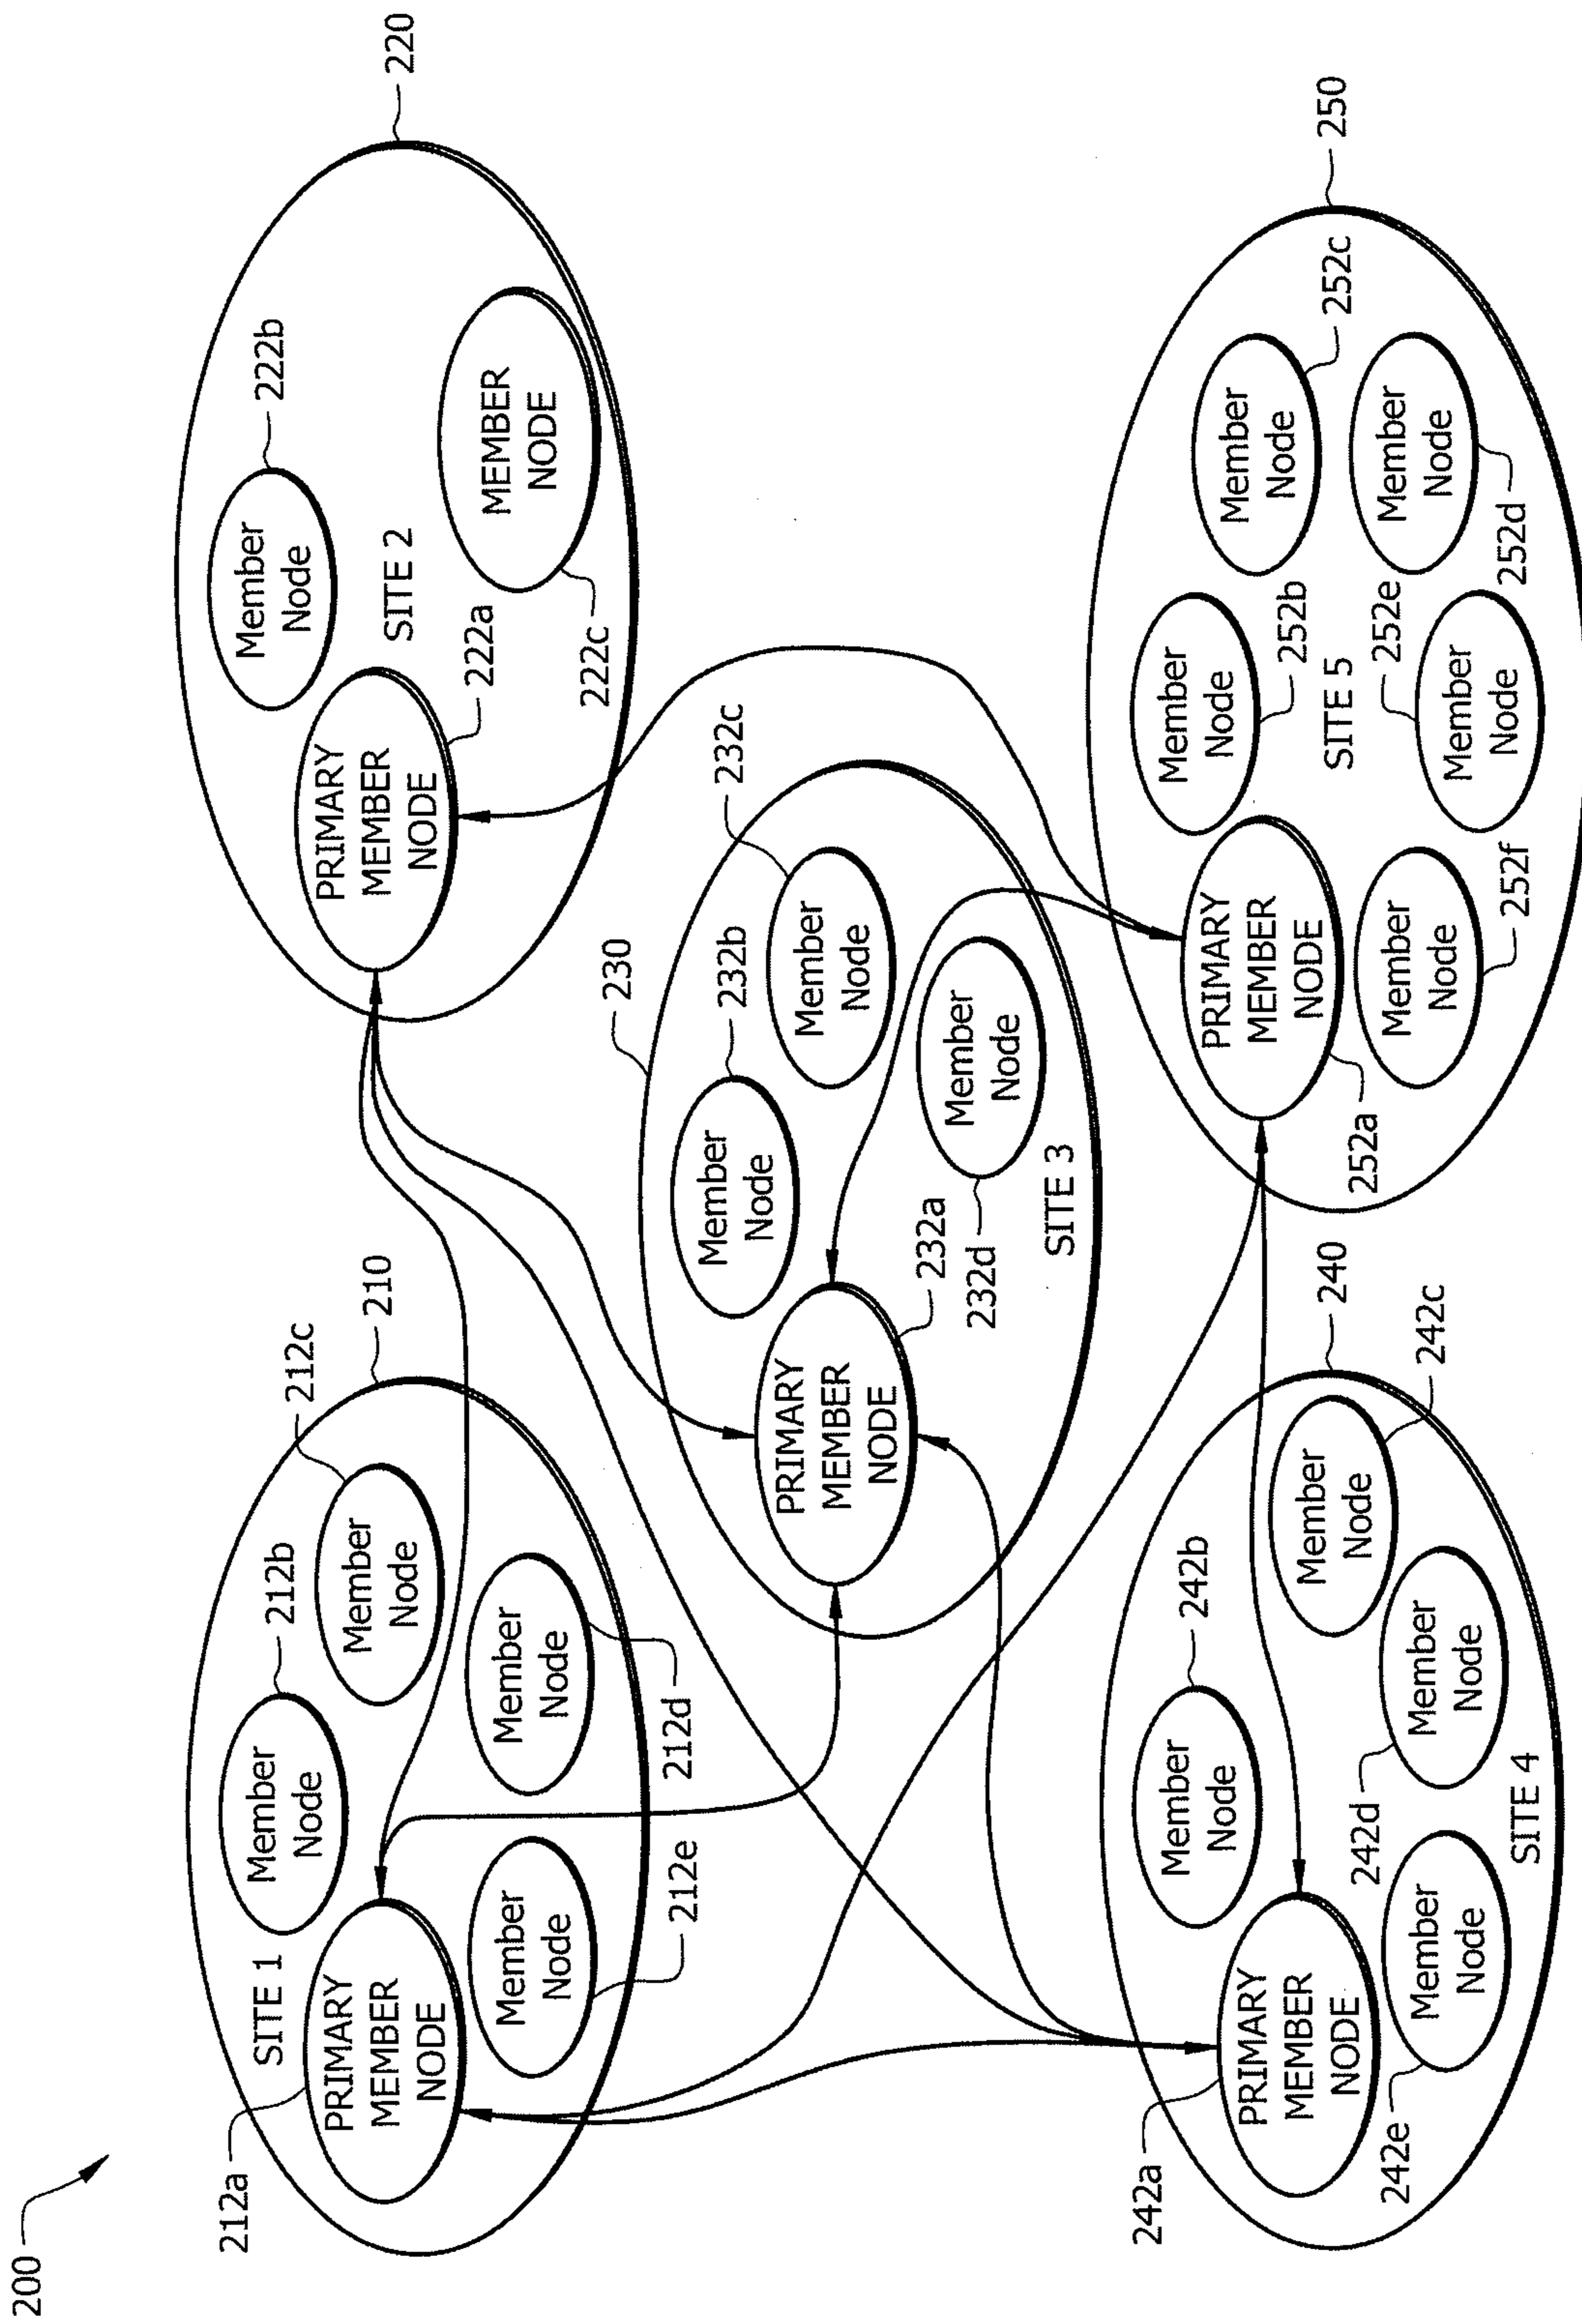 200
210
SITE 1
212a
PRIMARY
MEMBER
NODE
Member
Node
212b
Member
Node
212c
Member
Node
212d
Member
Node
212e
220
SITE 2
PRIMARY
MEMBER
NODE
222a
Member
Node
222b
MEMBER
NODE
222c
230
PRIMARY
MEMBER
NODE
232a
Member
Node
232b
Member
Node
232c
Member
Node
232d
SITE 3
240
242a
PRIMARY
MEMBER
NODE
Member
Node
242b
Member
Node
242c
Member
Node
242d
Member
Node
242e
SITE 4
250
PRIMARY
MEMBER
NODE
252a
Member
Node
252b
Member
Node
252c
Member
Node
252d
Member
Node
252e
Member
Node
252f
SITE 5